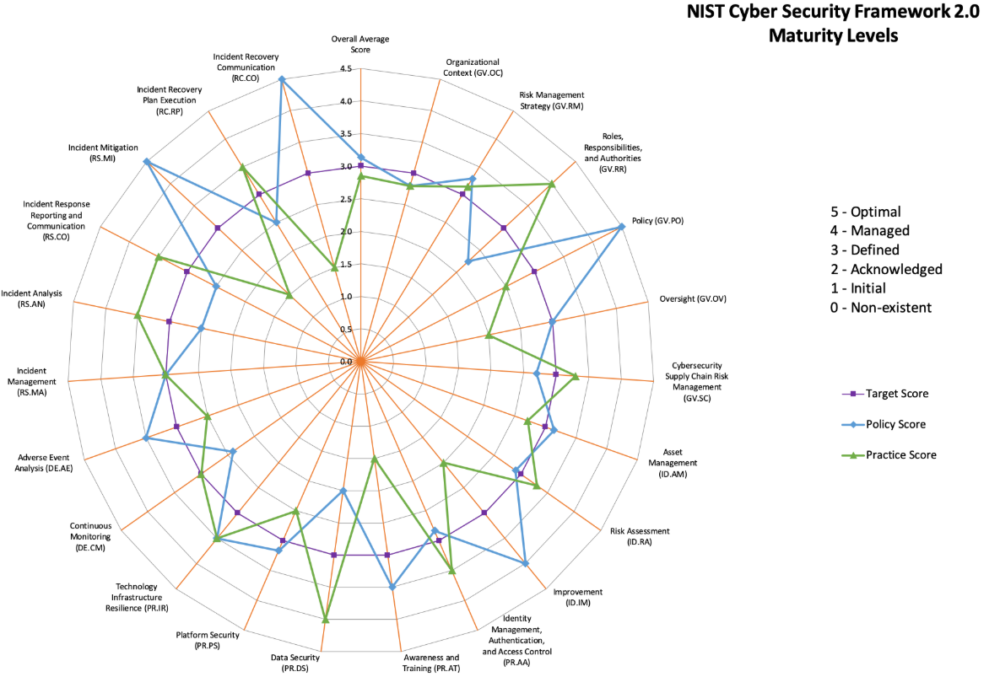 NIST Cyber Security Framework 2.0
Maturity Levels
Overall Average
Score
Organizational
Context (GV.OC)
Risk Management
Strategy (GV.RM)
Roles,
Responsibilities,
and Authorities
(GV.RR)
Policy (GV.PO)
Oversight (GV.OV)
Cybersecurity
Supply Chain Risk
Management
(GV.SC)
Asset
Management
(ID.AM)
Risk Assessment
(ID.RA)
Improvement
(ID.IM)
Identity
Management,
Authentication,
and Access Control
(PR.AA)
Awareness and
Training (PR.AT)
Data Security
(PR.DS)
Platform Security
(PR.PS)
Technology
Infrastructure
Resilience (PR.IR)
Continuous
Monitoring
(DE.CM)
Adverse Event
Analysis (DE.AE)
Incident
Management
(RS.MA)
Incident Analysis
(RS.AN)
Incident Response
Reporting and
Communication
(RS.CO)
Incident Mitigation
(RS.MI)
Incident Recovery
Plan Execution
(RC.RP)
Incident Recovery
Communication
(RC.CO)
4.5
4.0
3.5
3.0
2.5
2.0
1.5
1.0
0.5
0.0
5 - Optimal
4 - Managed
3 - Defined
2 - Acknowledged
1 - Initial
0 - Non-existent
Target Score
Policy Score
Practice Score